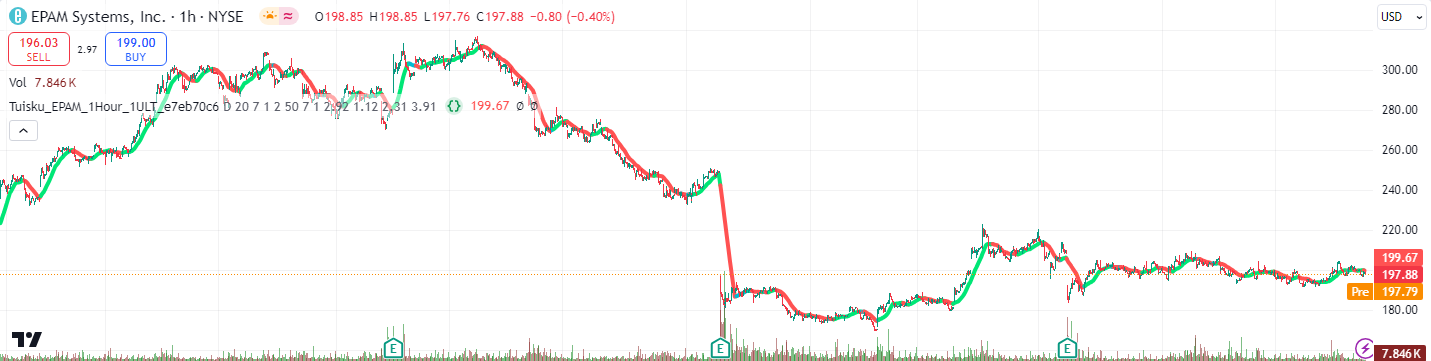 EPAM Systems, Inc. · 1h · NYSE O198.85 H198.85 L197.76 C197.88 −0.80 (−0.40%)
USD
196.03 2.97 199.00
SELL BUY
Vol 7.846 K
Tuisku_EPAM_1Hour_1ULT_e7eb70c6 D 20 7 1 2 50 7 1 2.92 1.12 2.31 3.91 {} 199.67 Ø Ø
300.00
280.00
260.00
240.00
220.00
199.67
197.88
Pre 197.79
180.00
E E E
7.846 K